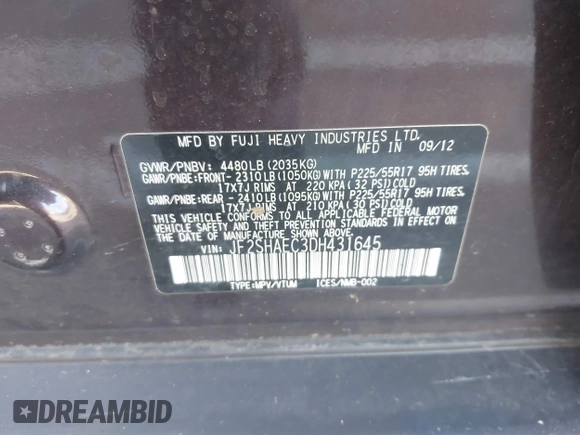 MFD BY FUJI HEAVY INDUSTRIES LTD.
MFD IN 09/12
GVWR/PNBV: 4480LB(2035KG)
GAWR/PNBE:FRONT- 2310LB(1050KG) WITH P225/55R17 95H TIRES,
17X7J RIMS AT 220 KPA(32 PSI)COLD
GAWR/PNBE:REAR - 2410LB(1095KG) WITH P225/55R17 95H TIRES,
17X7J RIMS AT 210 KPA(30 PSI)COLD
THIS VEHICLE CONFORMS TO ALL APPLICABLE FEDERAL MOTOR
VEHICLE SAFETY AND THEFT PREVENTION STANDARDS IN EFFECT ON
THE DATE OF MANUFACTURE SHOWN ABOVE.
VIN: JF2SHAEC3DH431645
TYPE:MPV/VTUM ICES/NMB-002
DREAMBID